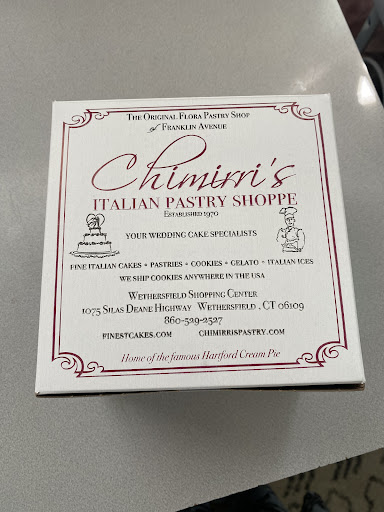 The Original Flora Pastry Shop
of Franklin Avenue
Chimirri's
Italian Pastry Shoppe
Established 1970
Your Wedding Cake Specialists
Fine Italian Cakes • Pastries • Cookies • Gelato • Italian Ices
We Ship Cookies Anywhere in the USA
Wethersfield Shopping Center
1075 Silas Deane Highway Wethersfield, CT 06109
860-529-2527
finestcakes.com chimirrispastry.com
Home of the famous Hartford Cream Pie